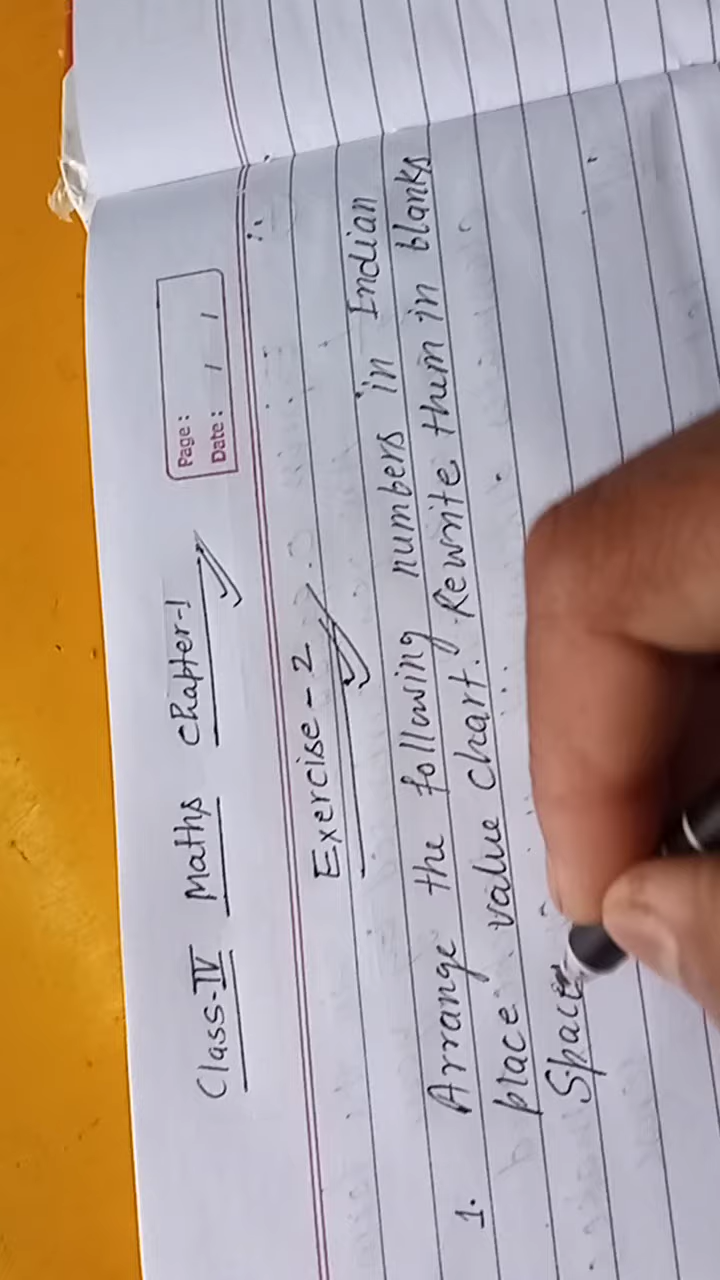 Class-IV Maths Chapter-1
Page:
Date: / /
Exercise-2
1. Arrange the following numbers in Indian
place value chart. Rewrite them in blanks
Space